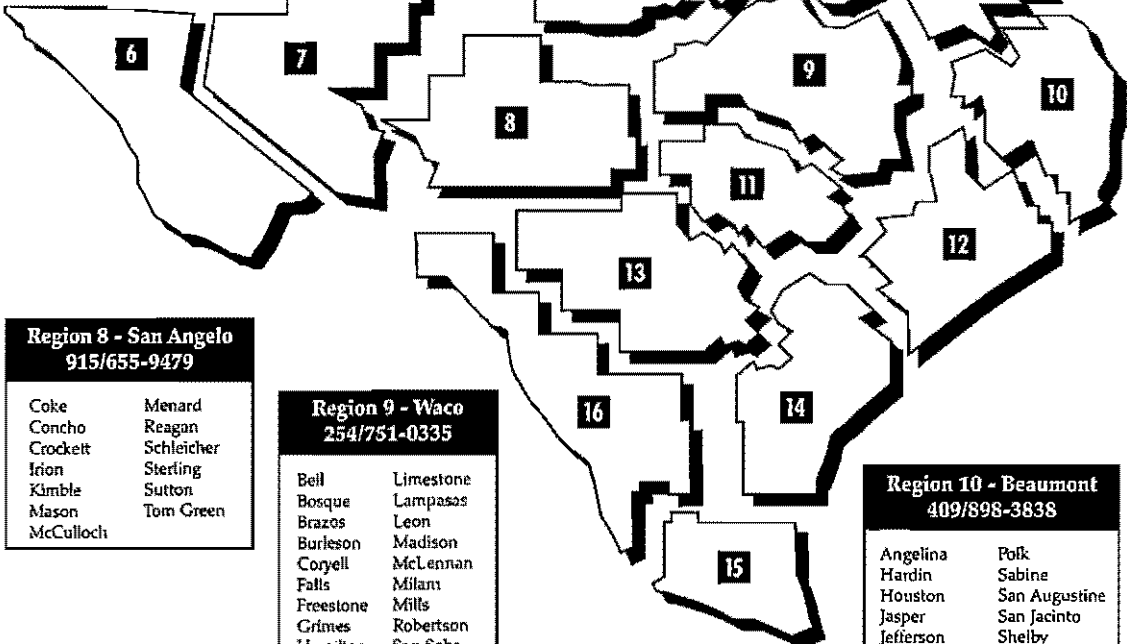 6
7
8
9
10
11
12
13
14
16
15
Region 8 - San Angelo
915/655-9479
Coke Menard
Concho Reagan
Crockett Schleicher
Irion Sterling
Kimble Sutton
Mason Tom Green
McCulloch
Region 9 - Waco
254/751-0335
Bell Limestone
Bosque Lampasas
Brazos Leon
Burleson Madison
Coryell McLennan
Falls Milam
Freestone Mills
Grimes Robertson
Region 10 - Beaumont
409/898-3838
Angelina Polk
Hardin Sabine
Houston San Augustine
Jasper San Jacinto
Jefferson Shelby